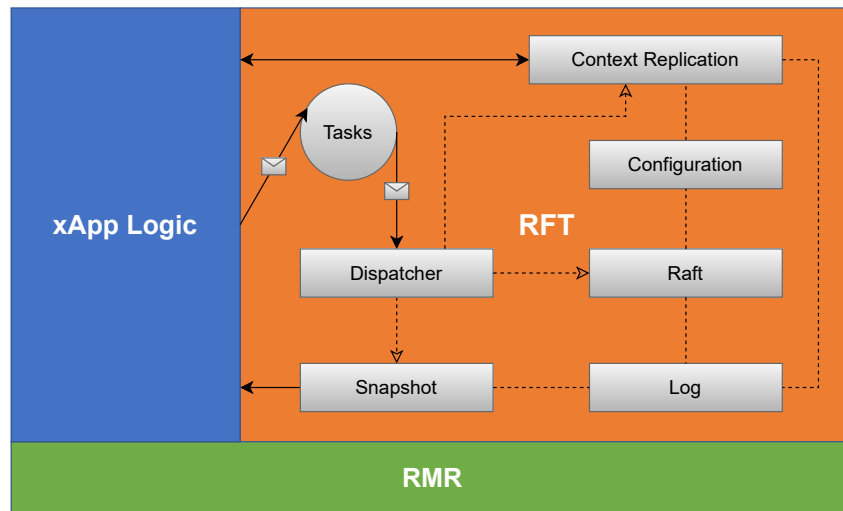 Context Replication
Tasks
Configuration
xApp Logic
RFT
Dispatcher
Raft
Snapshot
Log
RMR